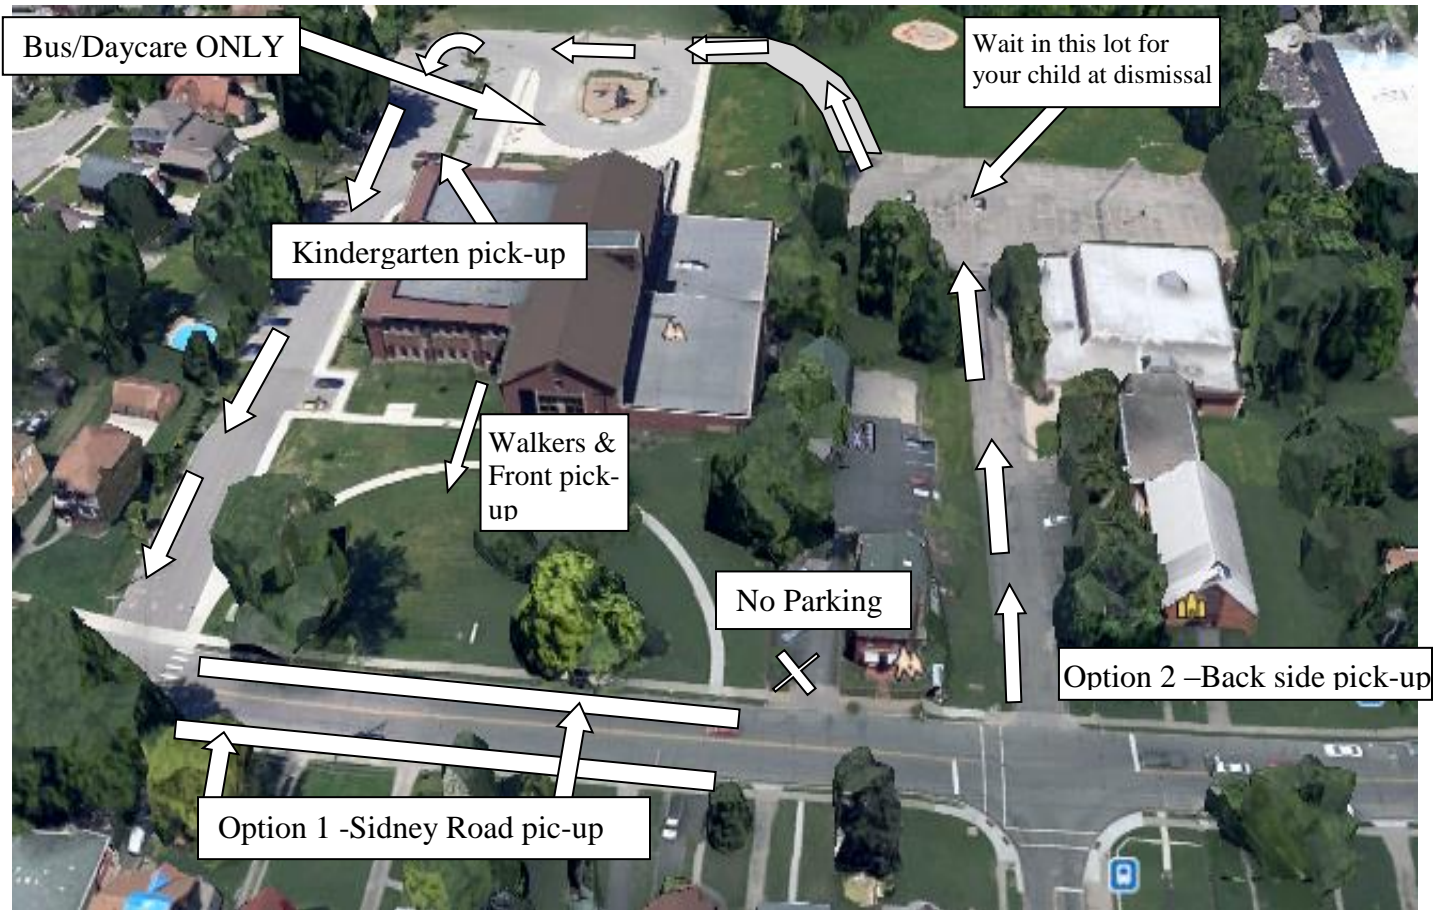 Bus/Daycare ONLY
Wait in this lot for
your child at dismissal
Kindergarten pick-up
Walkers &
Front pick-
up
No Parking
Option 2 –Back side pick-up
Option 1 -Sidney Road pic-up